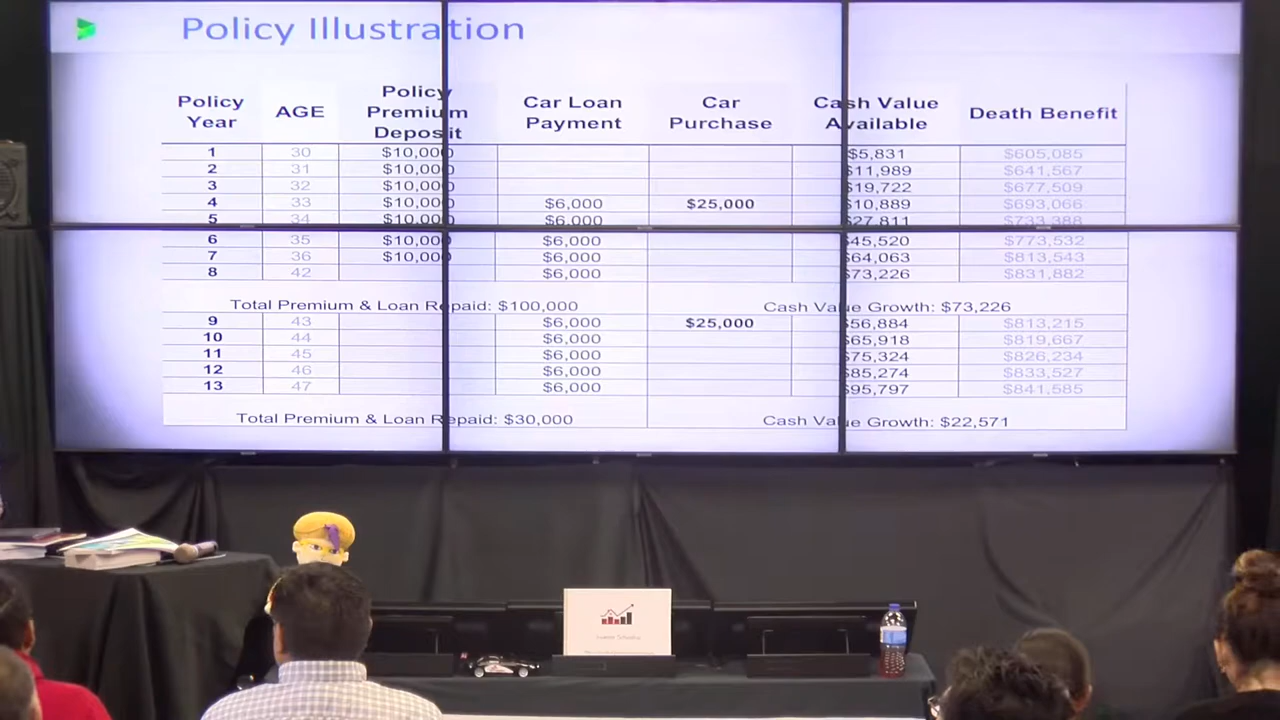 Policy Illustration
Policy Year AGE Policy Premium Deposit Car Loan Payment Car Purchase Cash Value Available Death Benefit
1 30 $10,000 $5,831 $605,085
2 31 $10,000 $11,989 $641,567
3 32 $10,000 $19,722 $677,509
4 33 $10,000 $6,000 $25,000 $10,889 $693,066
5 34 $10,000 $6,000 $27,811 $733,388
6 35 $10,000 $6,000 $45,520 $773,532
7 36 $10,000 $6,000 $64,063 $813,543
8 42 $6,000 $73,226 $831,882
Total Premium & Loan Repaid: $100,000 Cash Value Growth: $73,226
9 43 $6,000 $25,000 $56,884 $813,215
10 44 $6,000 $65,918 $819,667
11 45 $6,000 $75,324 $826,234
12 46 $6,000 $85,274 $833,527
13 47 $6,000 $95,797 $841,585
Total Premium & Loan Repaid: $30,000 Cash Value Growth: $22,571